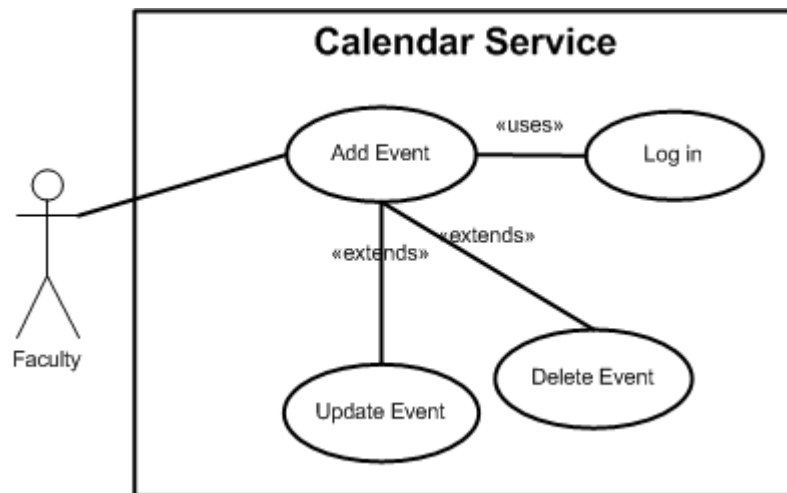 Calendar Service
«uses»
Add Event
Log in
«extends»
«extends»
Faculty
Delete Event
Update Event